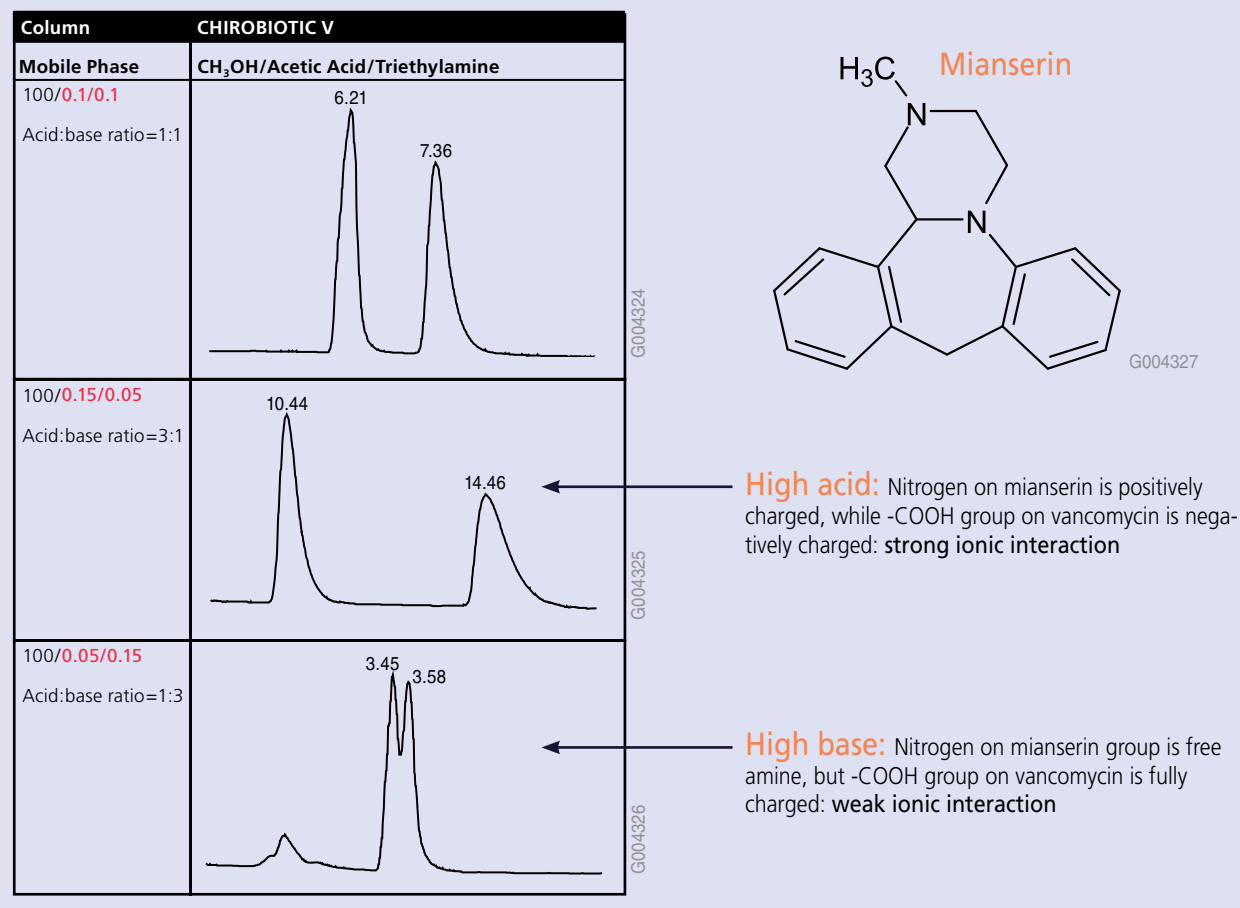 Column CHIROBIOTIC V
Mobile Phase CH₃OH/Acetic Acid/Triethylamine
100/0.1/0.1
Acid:base ratio=1:1
6.21
7.36
G004324
100/0.15/0.05
Acid:base ratio=3:1
10.44
14.46
G004325
100/0.05/0.15
Acid:base ratio=1:3
3.45
3.58
G004326
Mianserin
H₃C
N
N
G004327
High acid: Nitrogen on mianserin is positively
charged, while -COOH group on vancomycin is nega-
tively charged: strong ionic interaction
High base: Nitrogen on mianserin group is free
amine, but -COOH group on vancomycin is fully
charged: weak ionic interaction